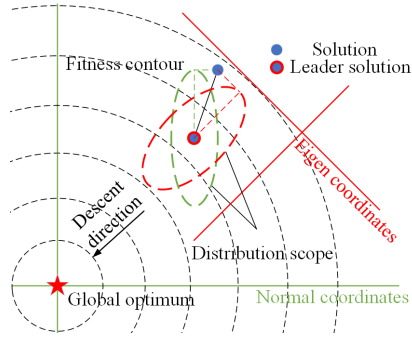 Solution
Fitness contour
Leader solution
Eigen coordinates
Descent
direction
Distribution scope
Global optimum
Normal coordinates